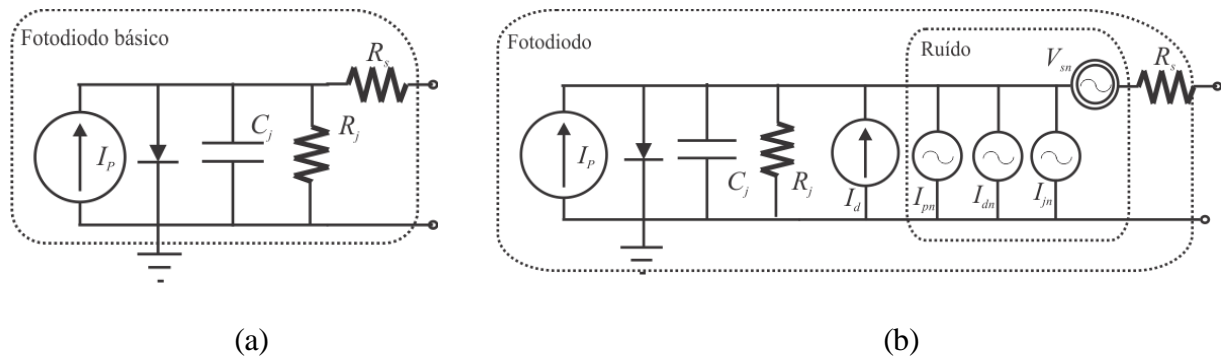 Fotodiodo básico
R_s
C_j
R_j
I_P
(a)
Fotodiodo
Ruído
V_sn
R_s
I_P
C_j
R_j
I_d
I_pn
I_dn
I_jn
(b)